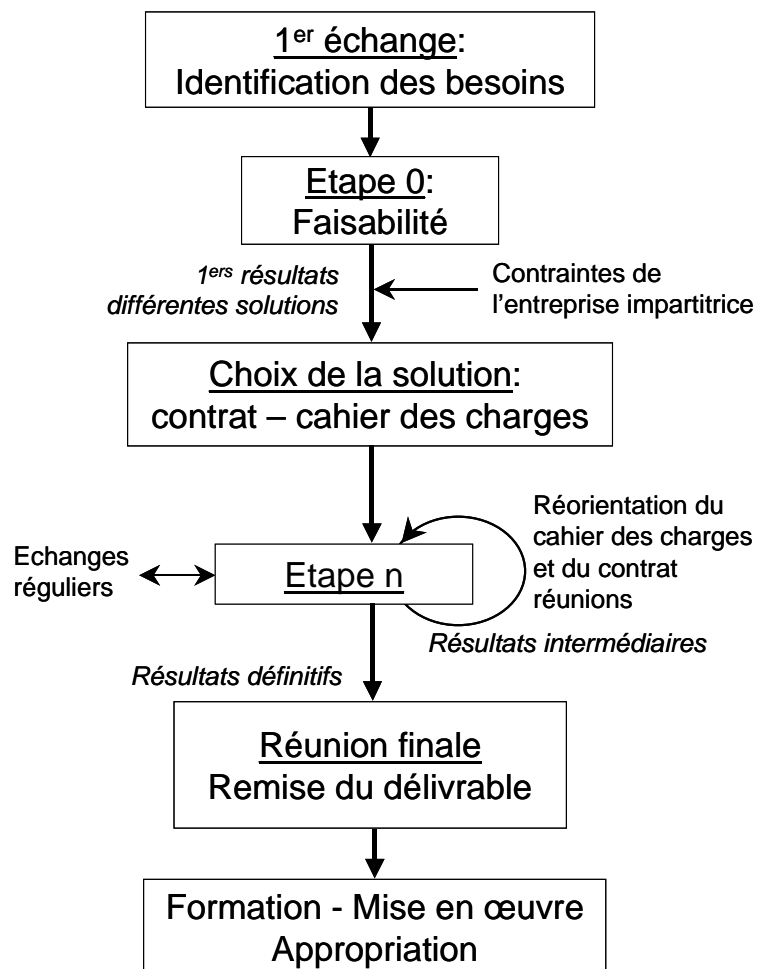 1er échange:
Identification des besoins
Etape 0:
Faisabilité
1ers résultats
différentes solutions
Contraintes de
l'entreprise impartitrice
Choix de la solution:
contrat – cahier des charges
Réorientation du
cahier des charges
et du contrat
réunions
Echanges
réguliers
Etape n
Résultats intermédiaires
Résultats définitifs
Réunion finale
Remise du délivrable
Formation - Mise en œuvre
Appropriation